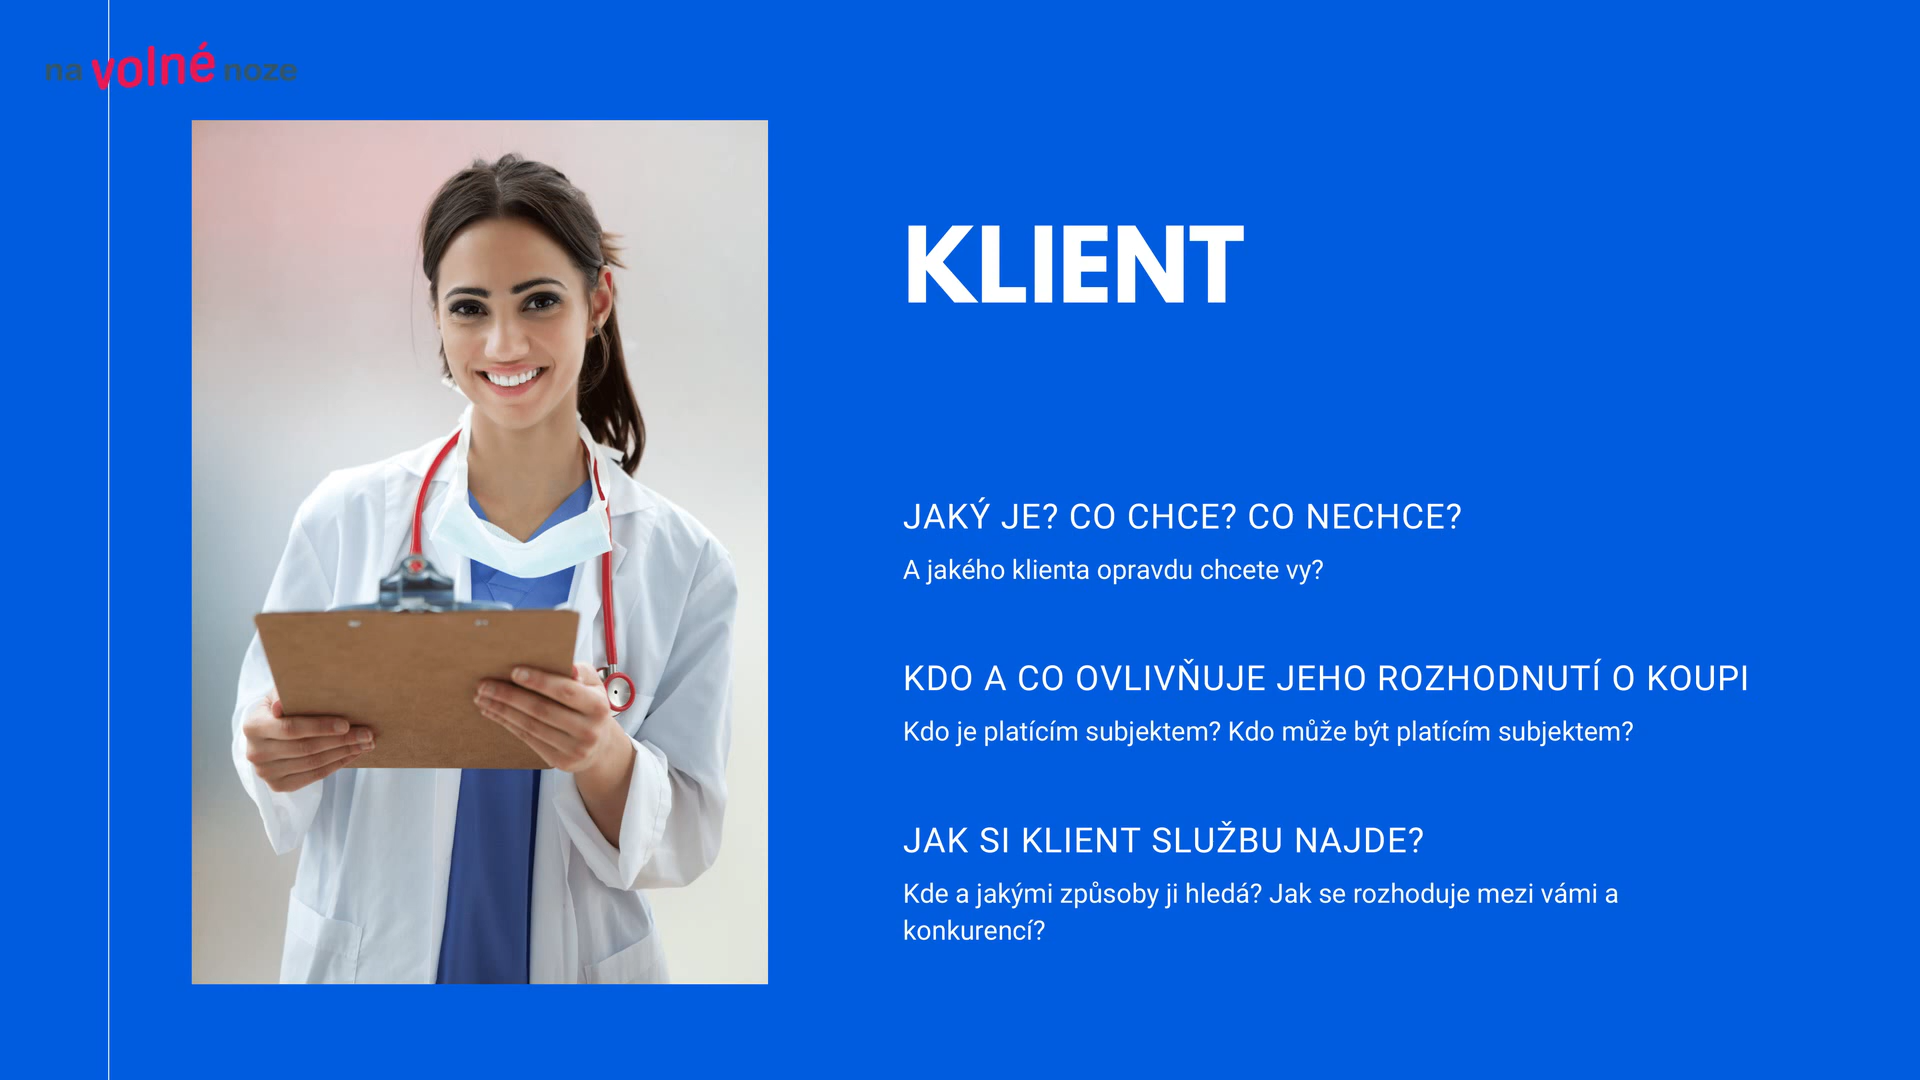 na volné noze
KLIENT
JAKÝ JE? CO CHCE? CO NECHCE?
A jakého klienta opravdu chcete vy?
KDO A CO OVLIVŇUJE JEHO ROZHODNUTÍ O KOUPI
Kdo je platícím subjektem? Kdo může být platícím subjektem?
JAK SI KLIENT SLUŽBU NAJDE?
Kde a jakými způsoby ji hledá? Jak se rozhoduje mezi vámi a
konkurencí?